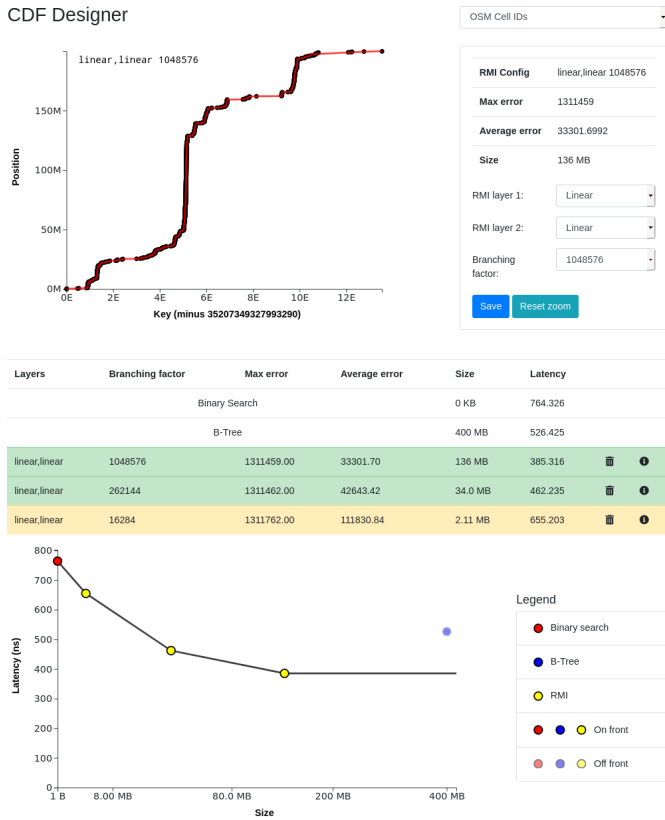 CDF Designer
OSM Cell IDs
linear,linear 1048576
Position
150M
100M
50M
0M
0E 2E 4E 6E 8E 10E 12E
Key (minus 35207349327993290)
RMI Config linear,linear 1048576
Max error 1311459
Average error 33301.6992
Size 136 MB
RMI layer 1: Linear
RMI layer 2: Linear
Branching 1048576
factor:
Save Reset zoom
Layers Branching factor Max error Average error Size Latency
Binary Search 0 KB 764.326
B-Tree 400 MB 526.425
linear,linear 1048576 1311459.00 33301.70 136 MB 385.316
linear,linear 262144 1311462.00 42643.42 34.0 MB 462.235
linear,linear 16284 1311762.00 111830.84 2.11 MB 655.203
Latency (ns)
800
700
600
500
400
300
200
100
0
1 B 8.00 MB 80.0 MB 200 MB 400 MB
Size
Legend
Binary search
B-Tree
RMI
On front
Off front